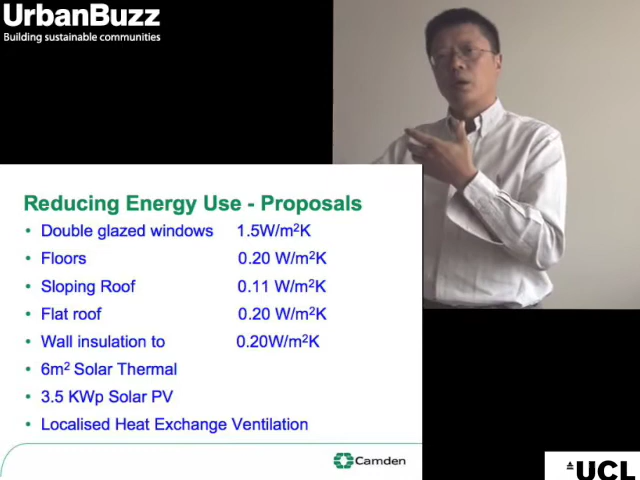 UrbanBuzz
Building sustainable communities
Reducing Energy Use - Proposals
• Double glazed windows 1.5W/m²K
• Floors 0.20 W/m²K
• Sloping Roof 0.11 W/m²K
• Flat roof 0.20 W/m²K
• Wall insulation to 0.20W/m²K
• 6m² Solar Thermal
• 3.5 KWp Solar PV
• Localised Heat Exchange Ventilation
Camden
UCL